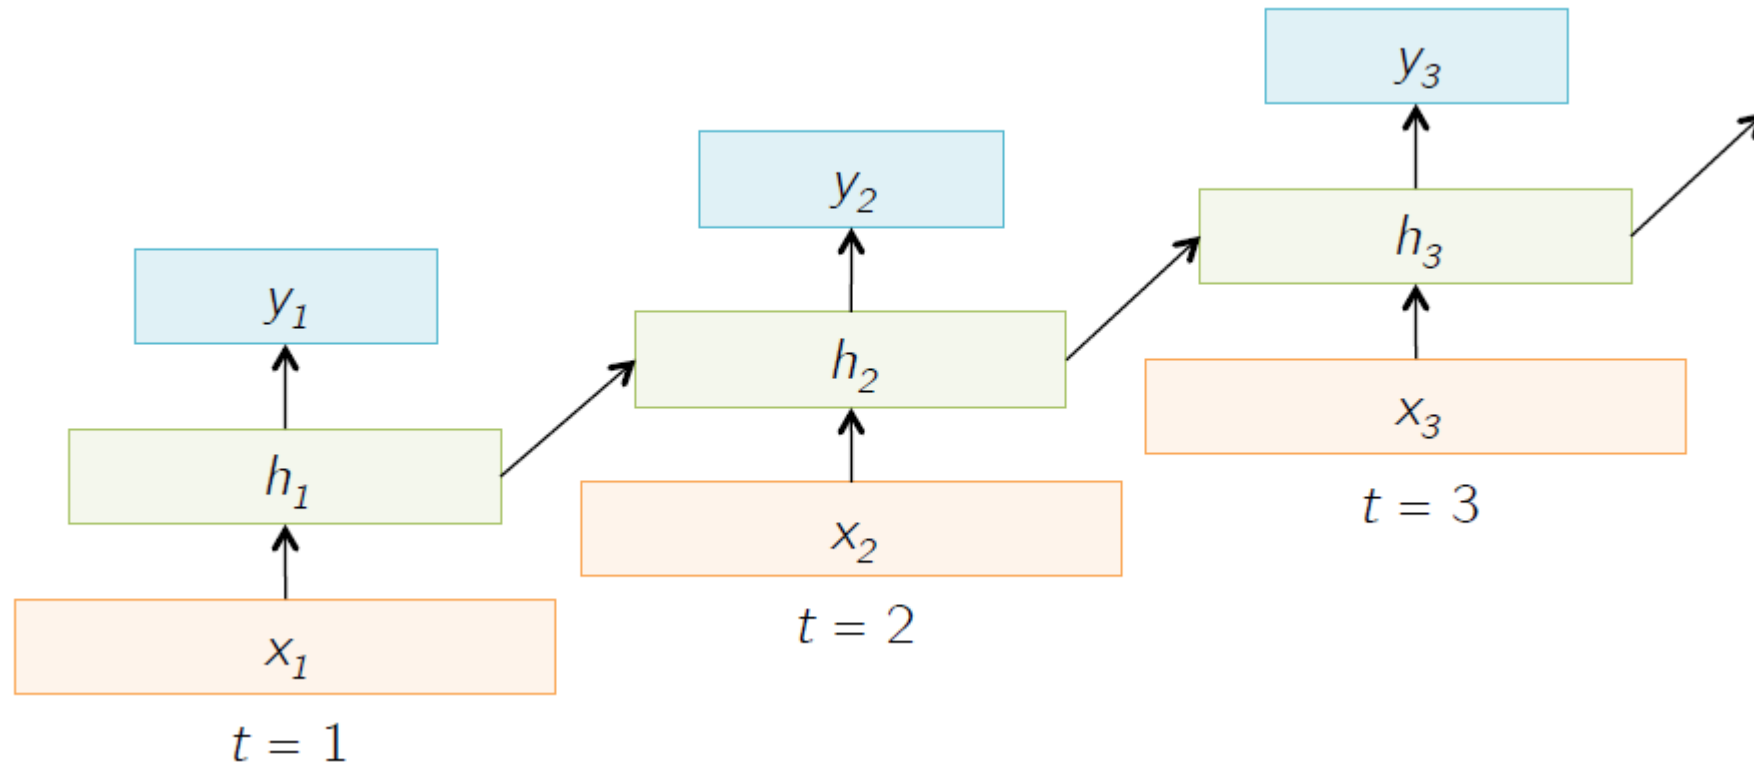 y1
h1
x1
t = 1
y2
h2
x2
t = 2
y3
h3
x3
t = 3